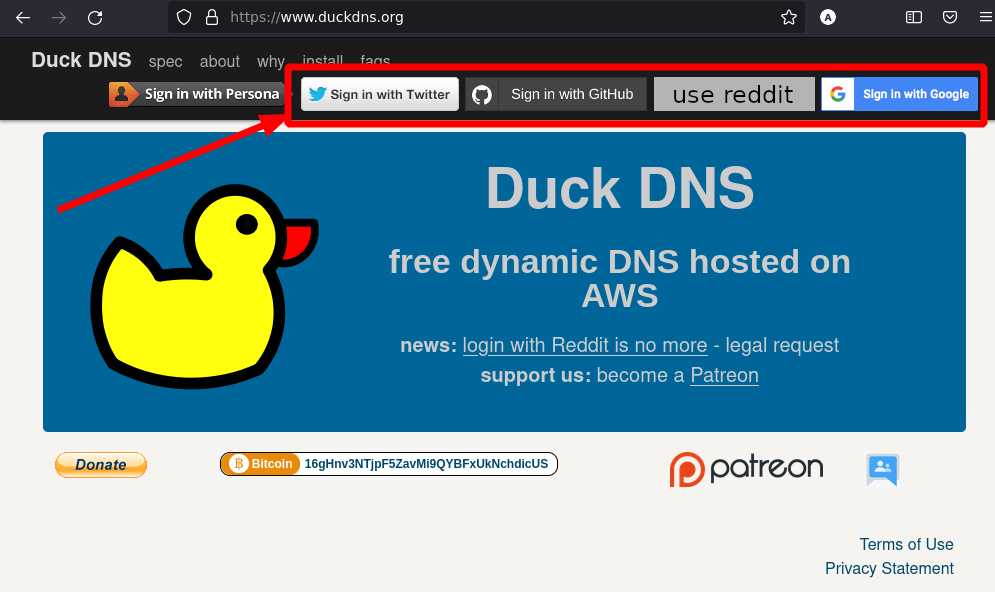 https://www.duckdns.org
A
Duck DNS spec about why install faqs
Sign in with Persona Sign in with Twitter Sign in with GitHub use reddit Sign in with Google
Duck DNS
free dynamic DNS hosted on
AWS
news: login with Reddit is no more - legal request
support us: become a Patreon
Donate Bitcoin 16gHnv3NTjpF5ZavMi9QYBFxUkNchdicUS patreon
Terms of Use
Privacy Statement